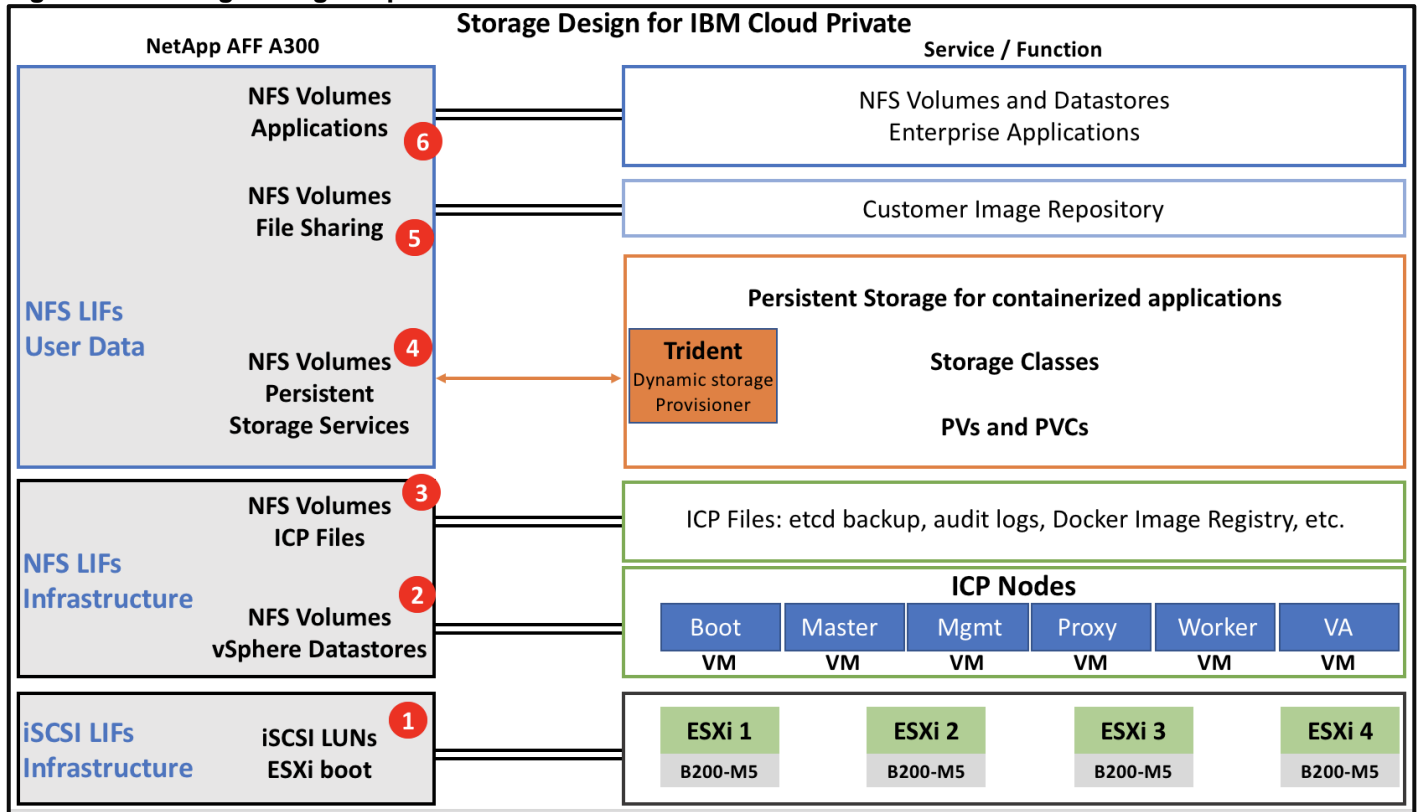 Storage Design for IBM Cloud Private
NetApp AFF A300
Service / Function
NFS Volumes
Applications
6
NFS Volumes and Datastores
Enterprise Applications
NFS Volumes
File Sharing
5
Customer Image Repository
NFS LIFs
User Data
4
NFS Volumes
Persistent
Storage Services
Persistent Storage for containerized applications
Trident
Dynamic storage
Provisioner
Storage Classes
PVs and PVCs
NFS LIFs
Infrastructure
3
NFS Volumes
ICP Files
ICP Files: etcd backup, audit logs, Docker Image Registry, etc.
2
NFS Volumes
vSphere Datastores
ICP Nodes
Boot Master Mgmt Proxy Worker VA
VM VM VM VM VM VM
iSCSI LIFs
Infrastructure
1
iSCSI LUNs
ESXi boot
ESXi 1 ESXi 2 ESXi 3 ESXi 4
B200-M5 B200-M5 B200-M5 B200-M5